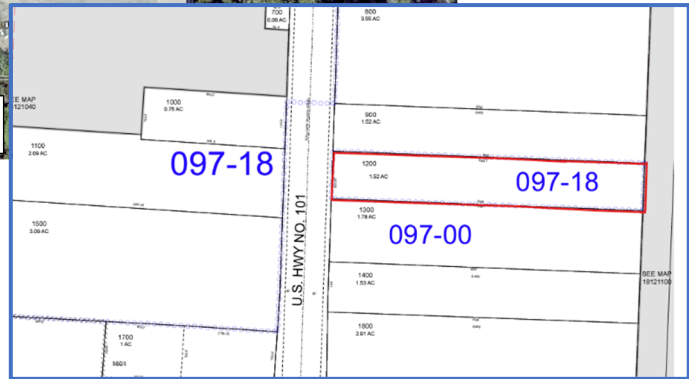 700
0.06 AC
800
3.55 AC
SEE MAP
18121040
1000
0.75 AC
900
1.52 AC
1100
2.69 AC
097-18
1200
1.52 AC
097-18
1500
3.00 AC
U.S. HWY NO. 101
1300
1.78 AC
097-00
1400
1.53 AC
SEE MAP
18121100
1700
1 AC
1800
2.91 AC